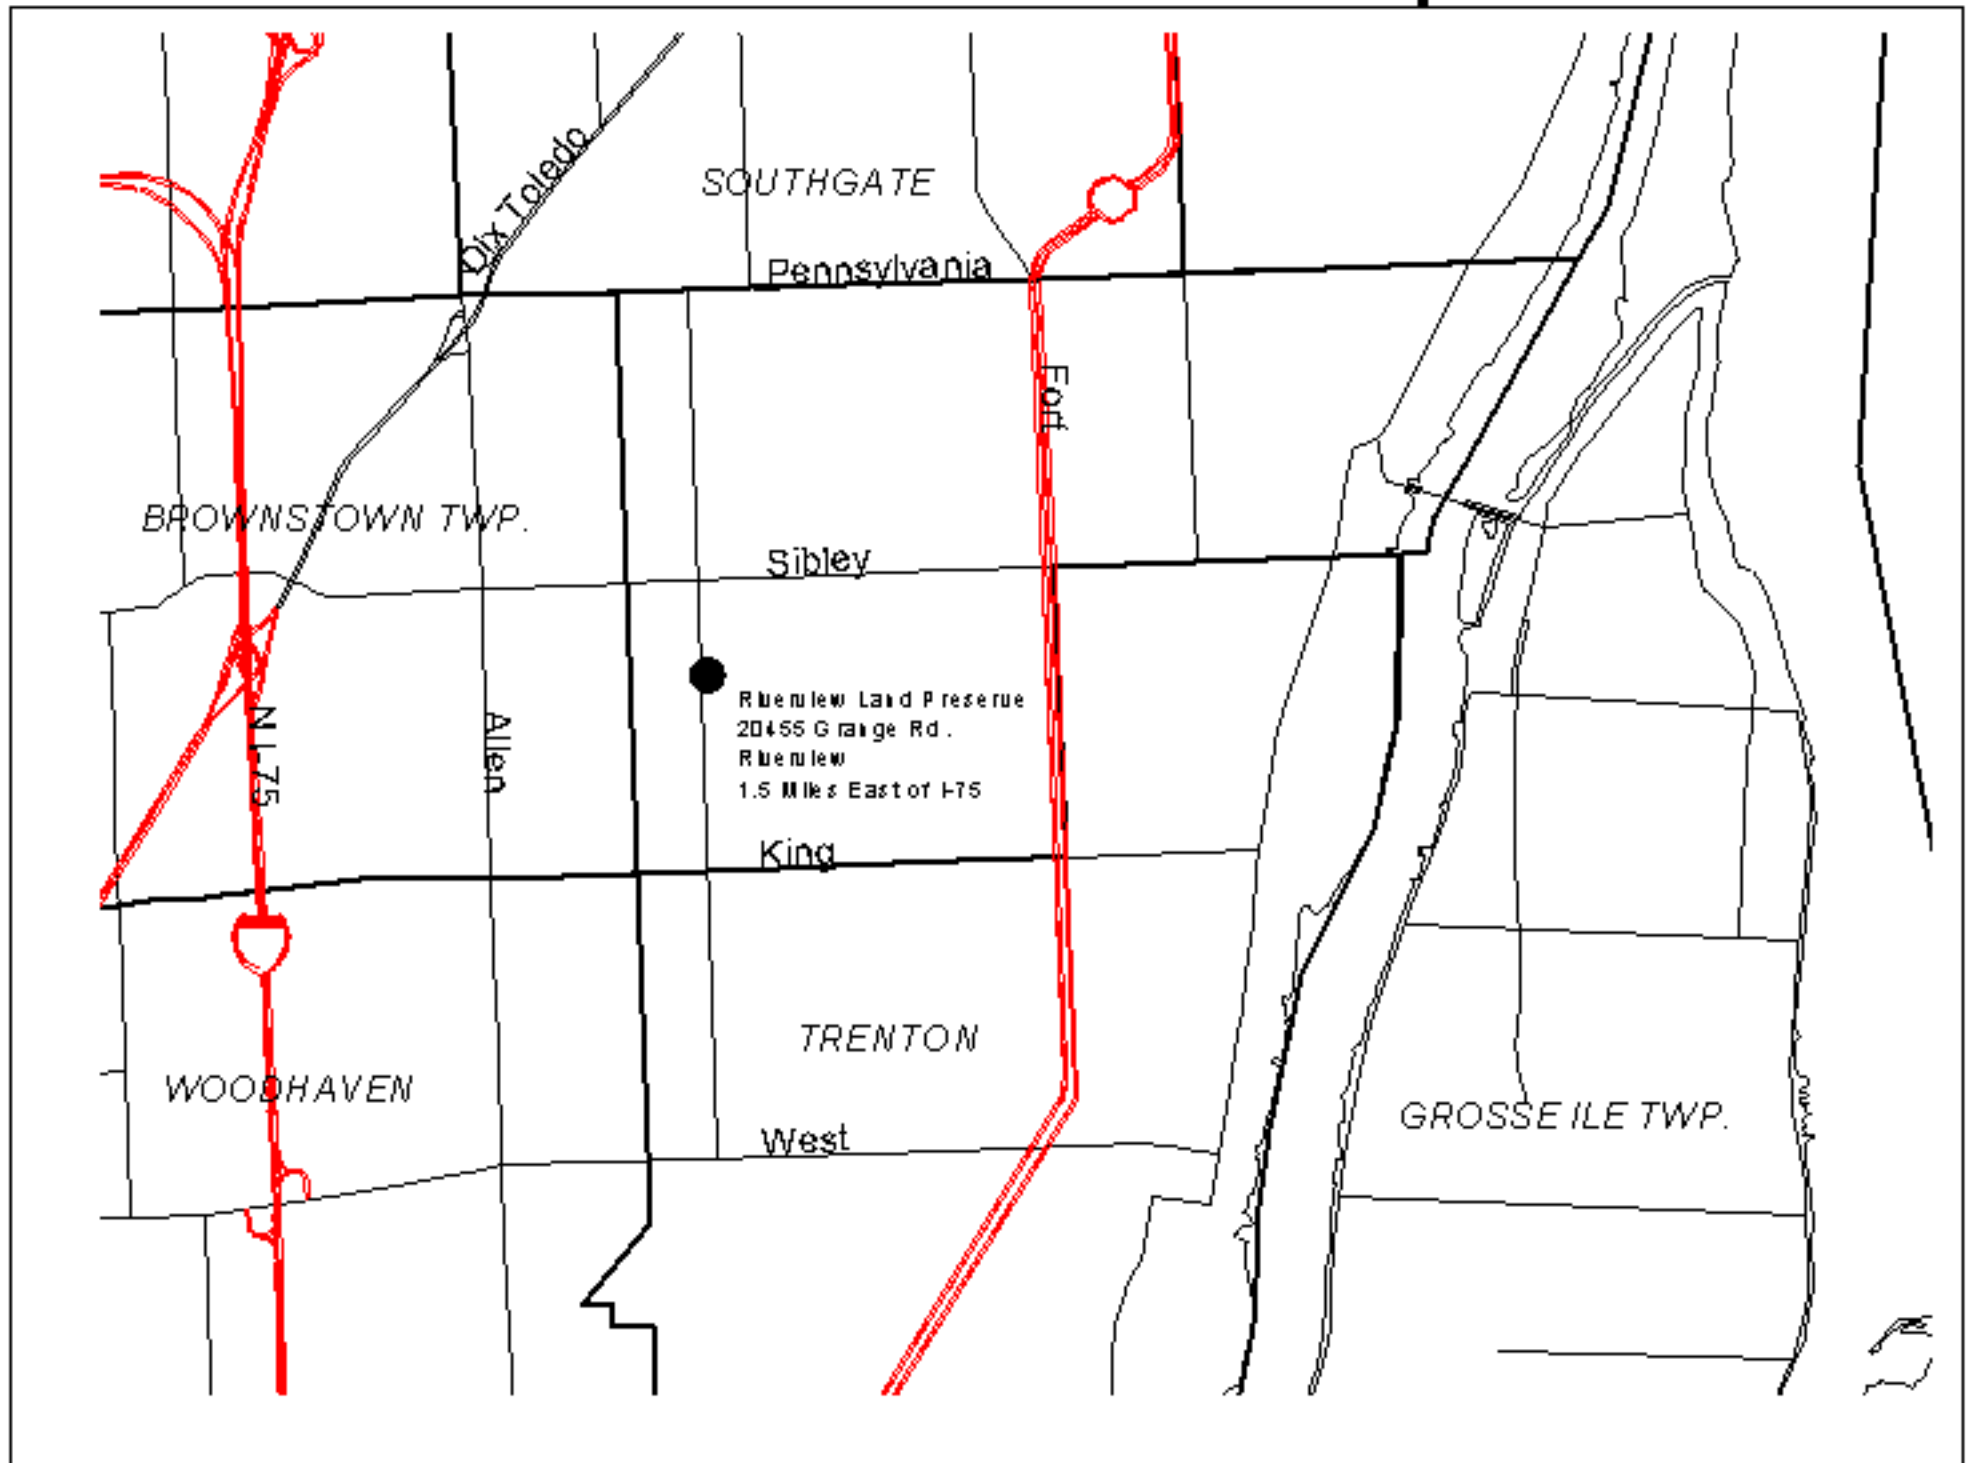 Dix Toledo
SOUTHGATE
Pennsylvania
Fort
BROWNSTOWN TWP.
Sibley
Riverview Land Preserve
20455 Grange Rd.
Riverview
1.5 Miles East of I-75
N I-75
Allen
King
TRENTON
WOODHAVEN
GROSSE ILE TWP.
West